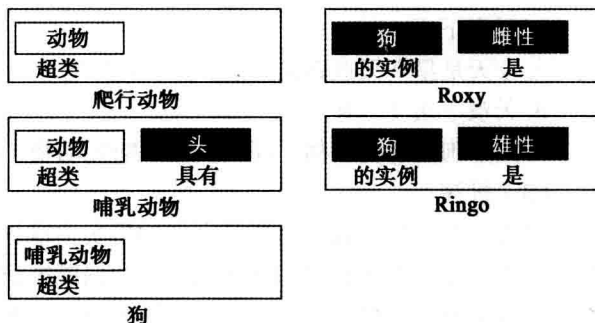 动物
超类
爬行动物
狗 雌性
的实例 是
Roxy
动物 头
超类 具有
哺乳动物
狗 雄性
的实例 是
Ringo
哺乳动物
超类
狗